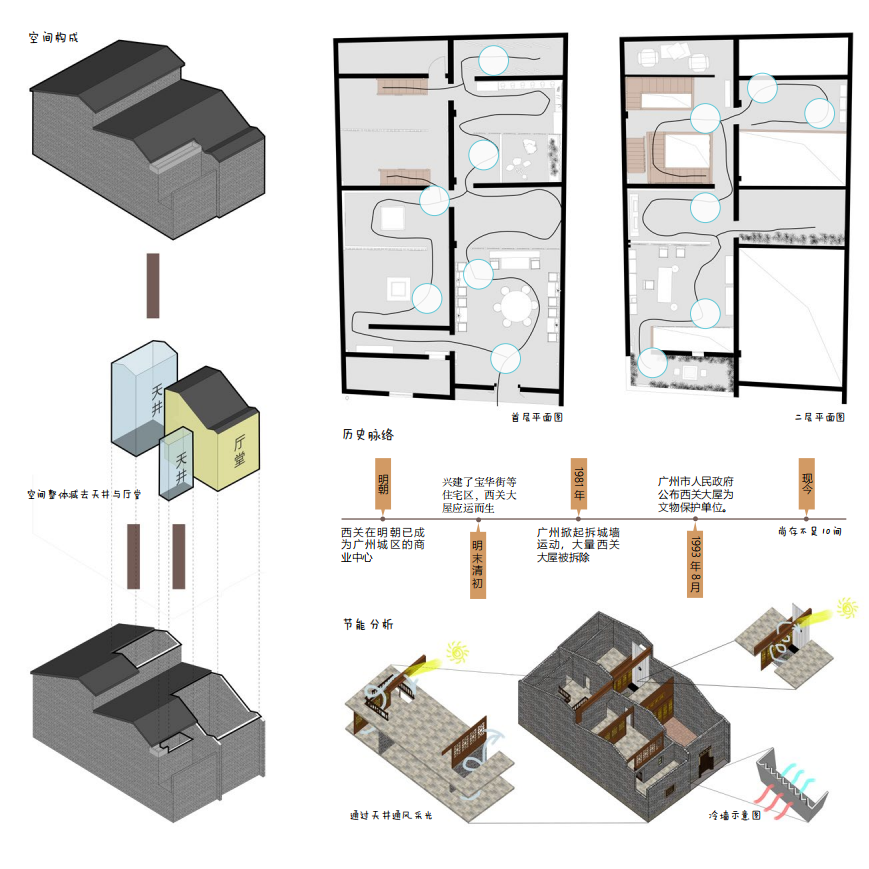 空间构成
天井
天井
厅堂
空间整体减去天井与厅堂
首层平面图
二层平面图
历史脉络
明朝
西关在明朝已成
为广州城区的商
业中心
兴建了宝华街等
住宅区，西关大
屋应运而生
明末清初
1981年
广州掀起拆城墙
运动，大量西关
大屋被拆除
广州市人民政府
公布西关大屋为
文物保护单位。
1993年8月
现今
尚存不足10间
节能分析
通过天井通风采光
冷墙示意图